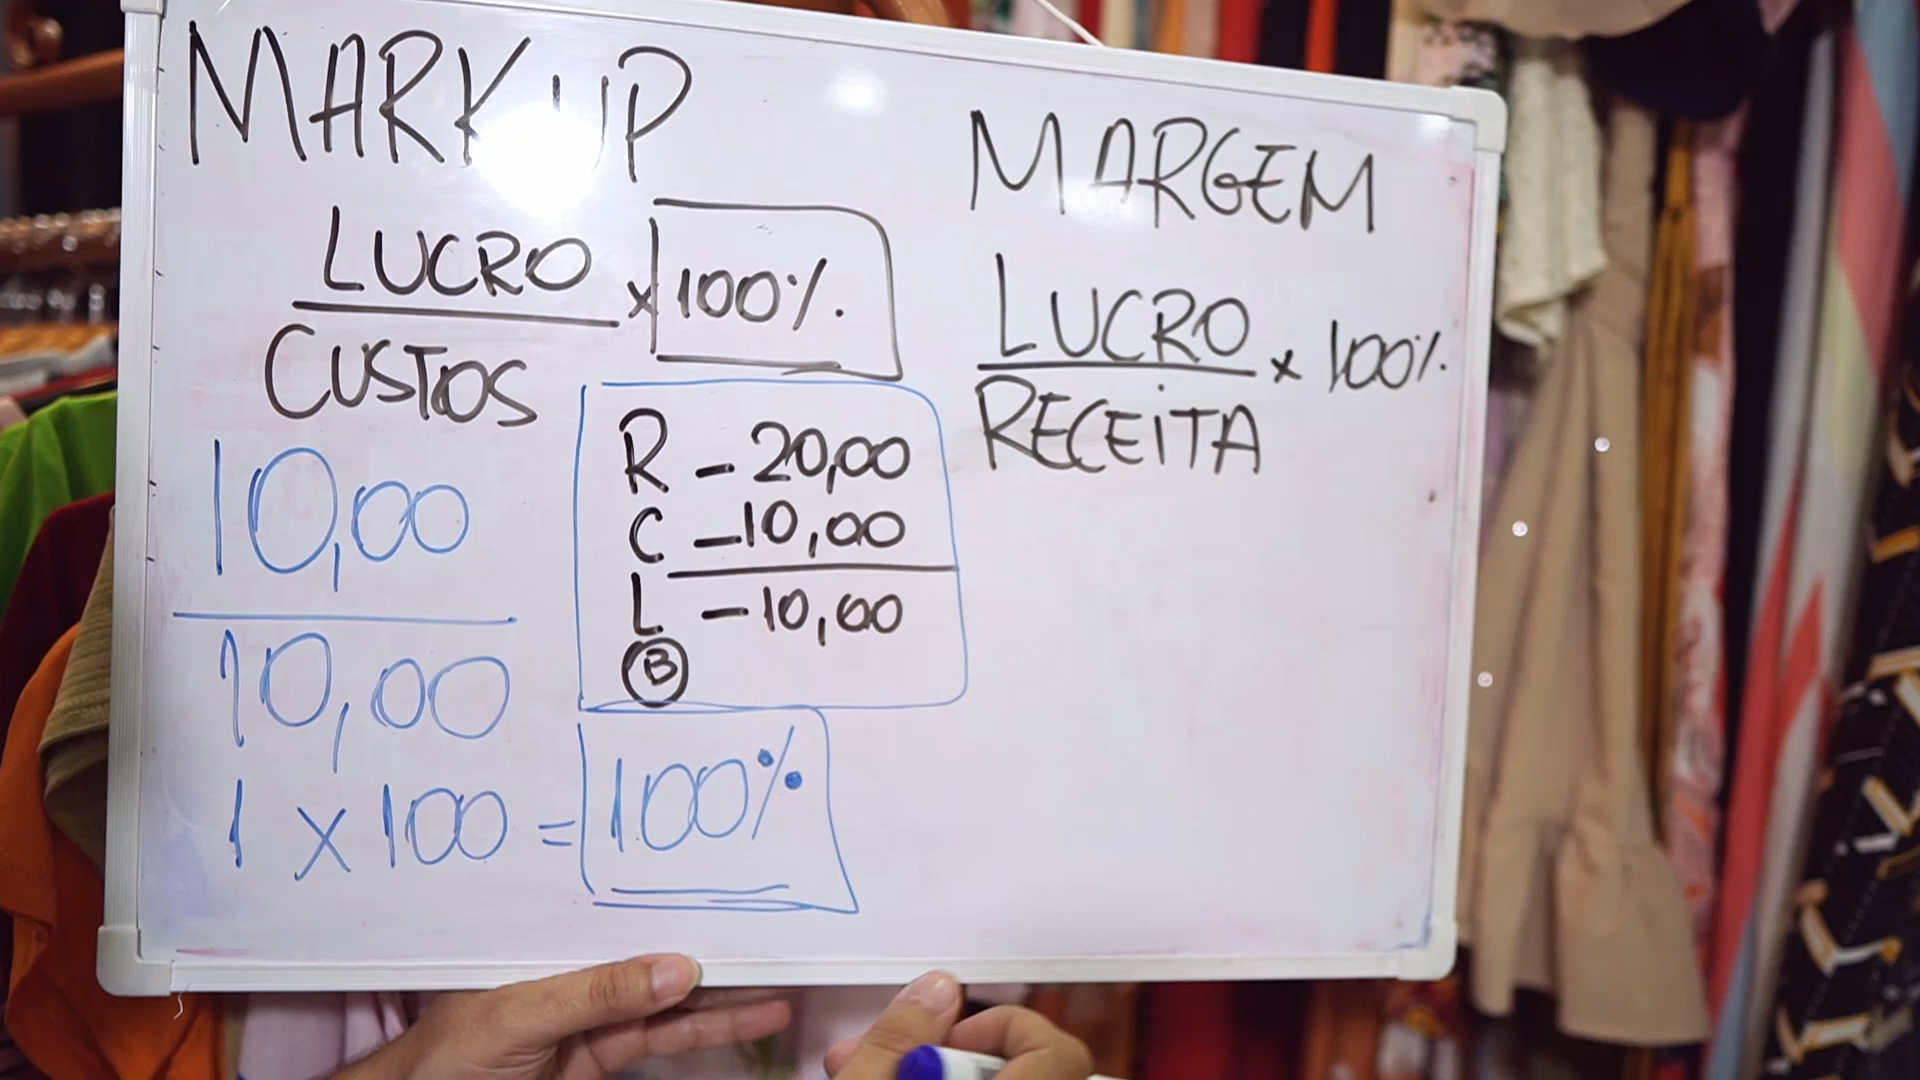 MARKUP
LUCRO
CUSTOS
x 100%.
R - 20,00
C - 10,00
L - 10,00
B
10,00
10,00
1 x 100 = 100%
MARGEM
LUCRO
RECEITA
x 100%.